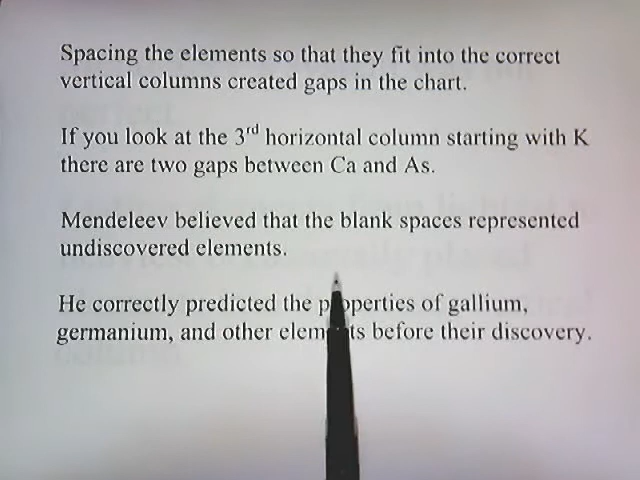 Spacing the elements so that they fit into the correct
vertical columns created gaps in the chart.
If you look at the 3rd horizontal column starting with K
there are two gaps between Ca and As.
Mendeleev believed that the blank spaces represented
undiscovered elements.
He correctly predicted the properties of gallium,
germanium, and other elements before their discovery.